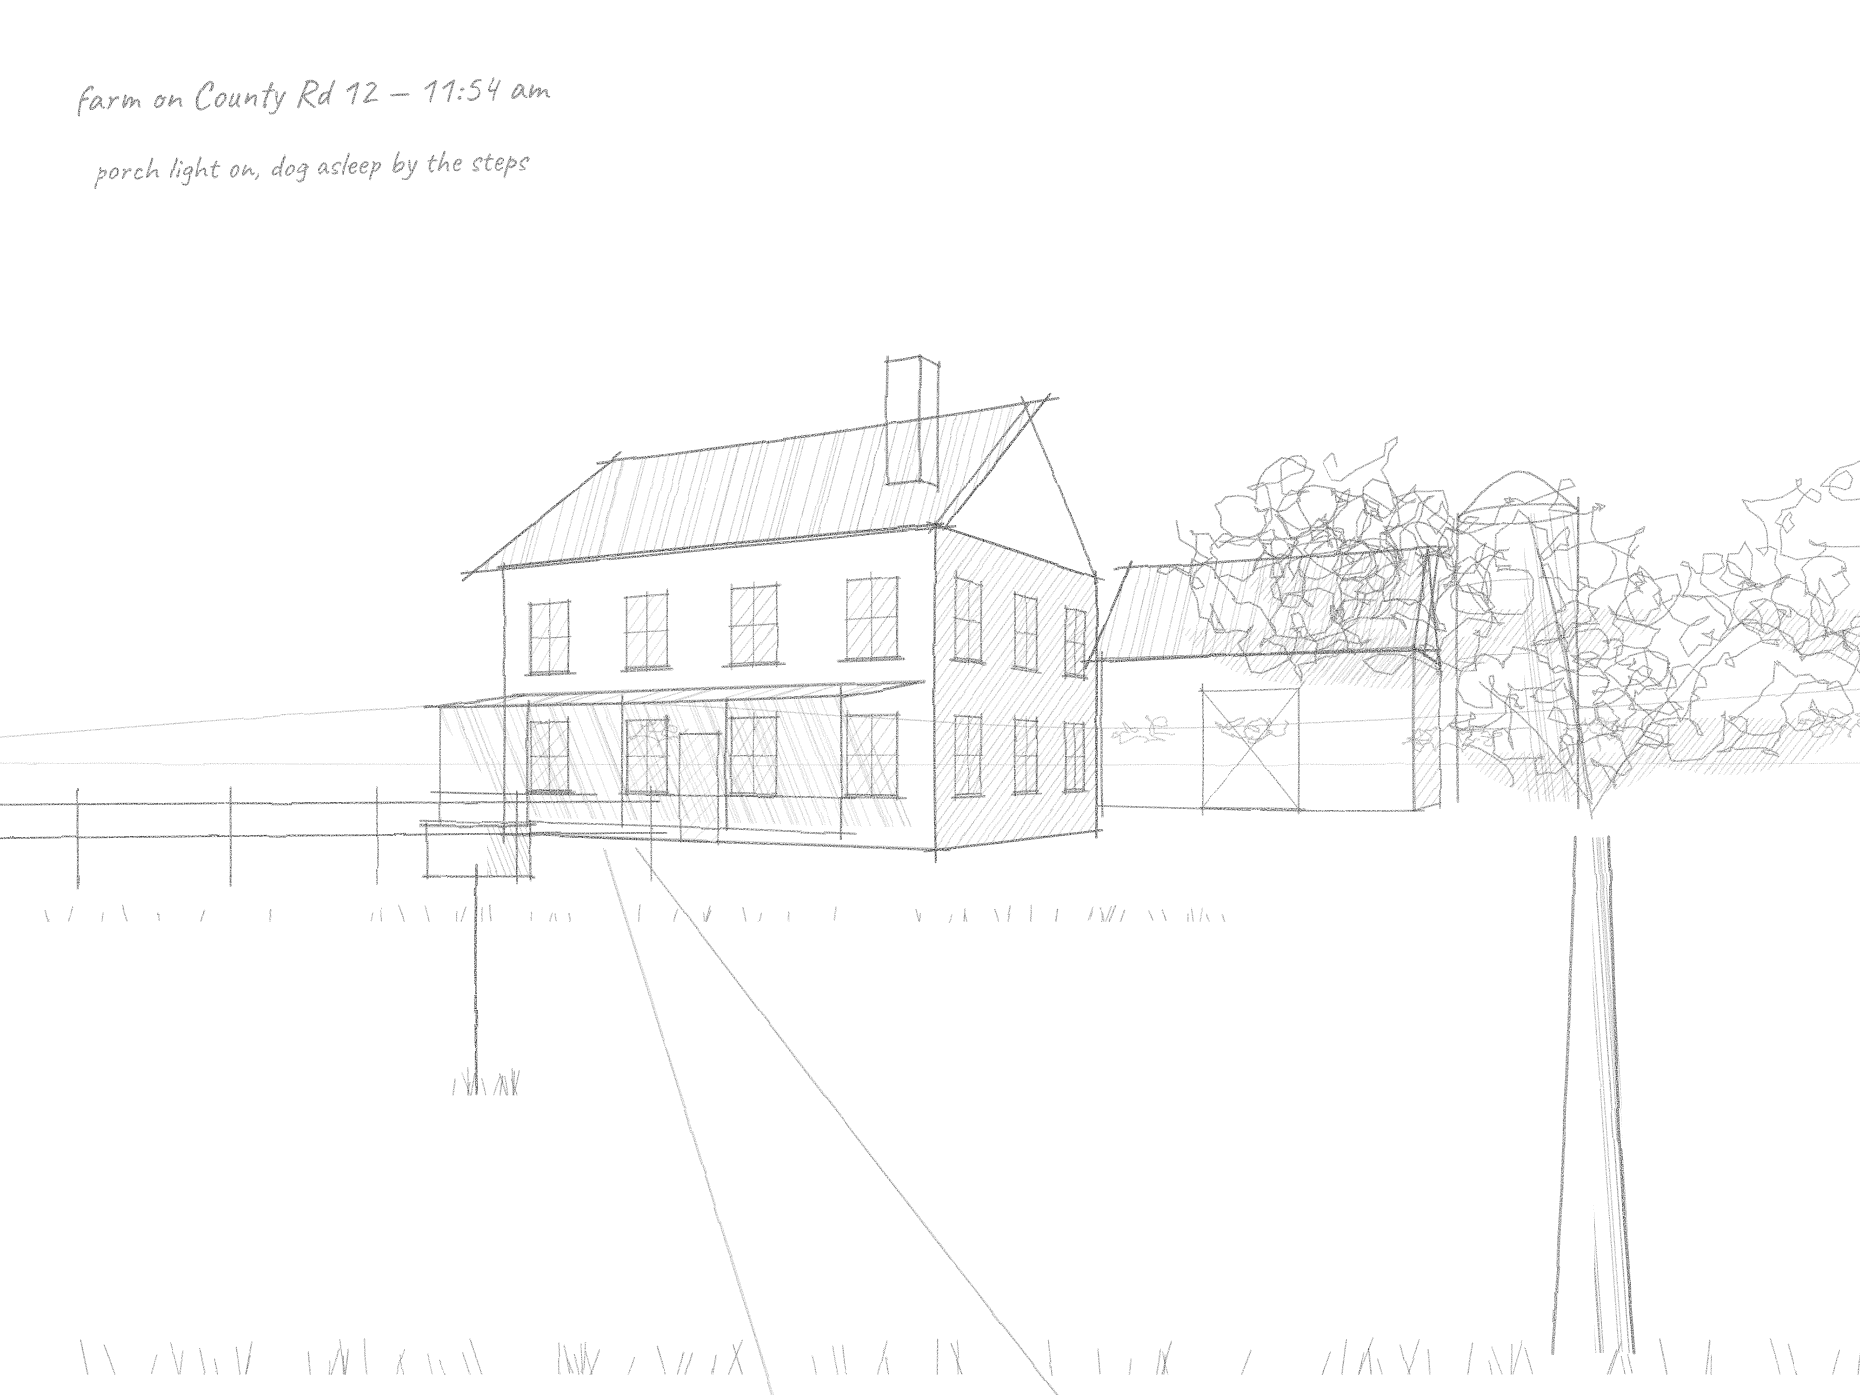 farm on County Rd 12 – 11:54 am
porch light on, dog asleep by the steps